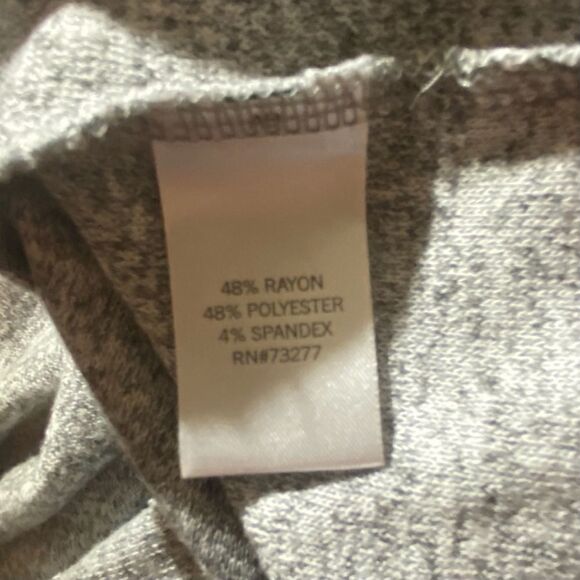 48% RAYON
48% POLYESTER
4% SPANDEX
RN#73277